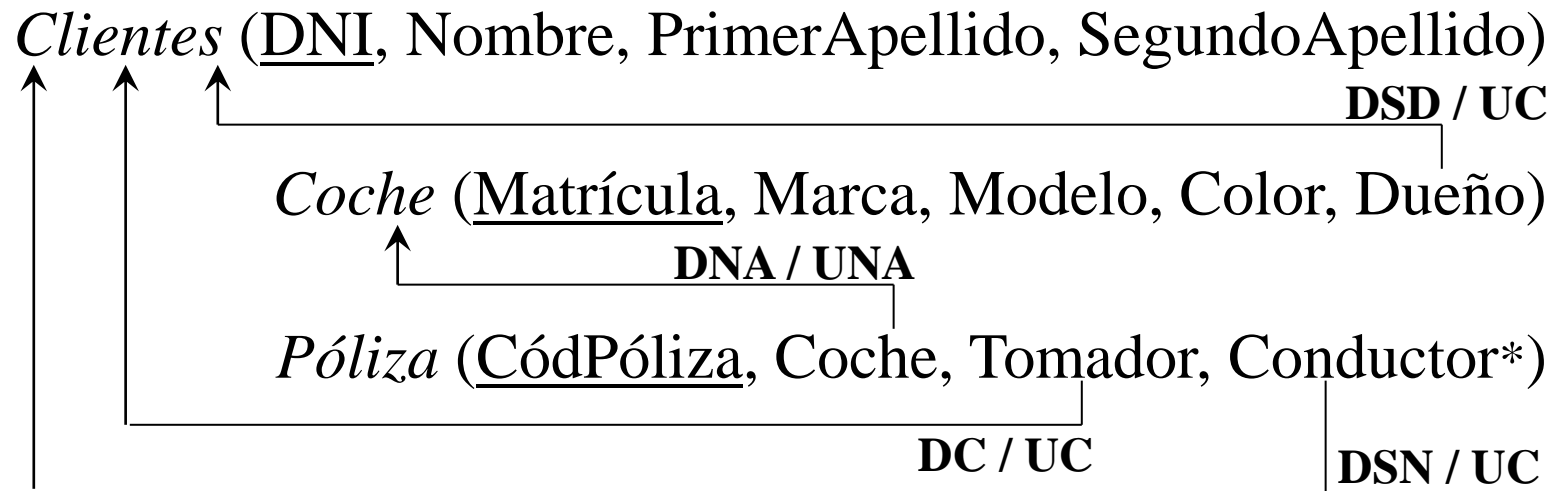 Clientes (DNI, Nombre, PrimerApellido, SegundoApellido)
DSD / UC
Coche (Matrícula, Marca, Modelo, Color, Dueño)
DNA / UNA
Póliza (CódPóliza, Coche, Tomador, Conductor*)
DC / UC
DSN / UC